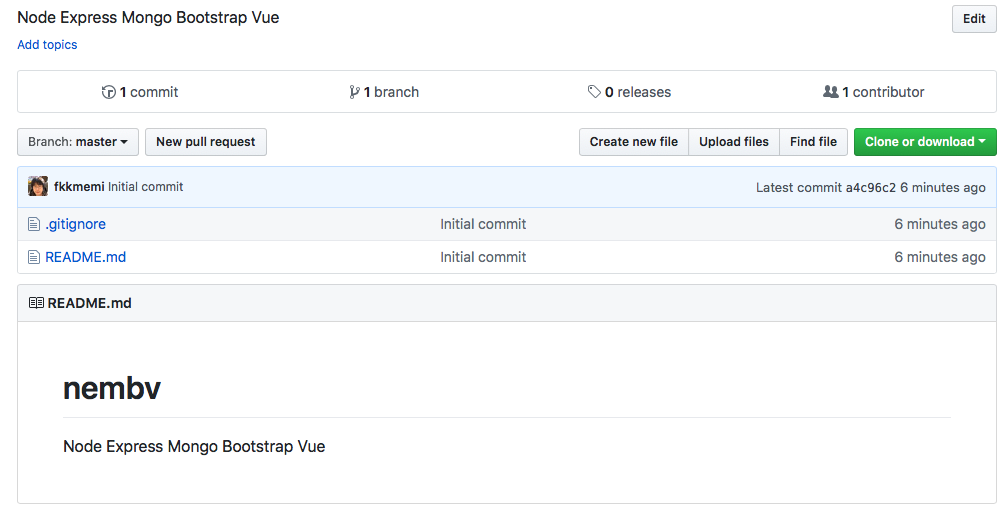 Node Express Mongo Bootstrap Vue
Edit
Add topics
1 commit
1 branch
0 releases
1 contributor
Branch: master
New pull request
Create new file
Upload files
Find file
Clone or download
fkkmemi Initial commit
Latest commit a4c96c2 6 minutes ago
.gitignore
Initial commit
6 minutes ago
README.md
Initial commit
6 minutes ago
README.md
nembv
Node Express Mongo Bootstrap Vue